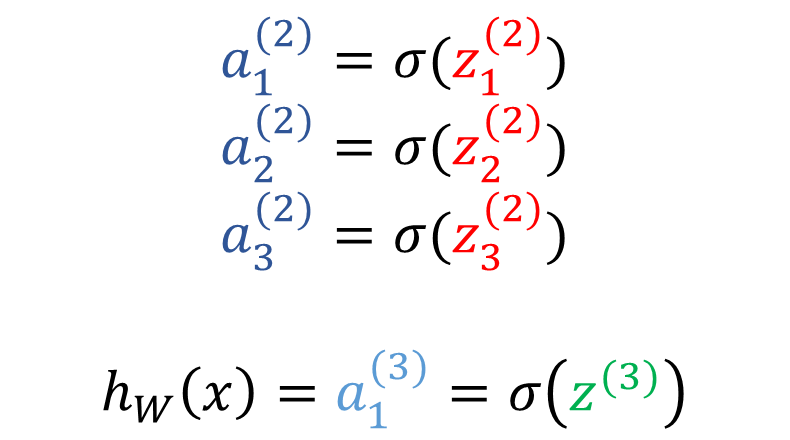 a_1^{(2)} = σ(z_1^{(2)})
a_2^{(2)} = σ(z_2^{(2)})
a_3^{(2)} = σ(z_3^{(2)})
h_W(x) = a_1^{(3)} = σ(z^{(3)})